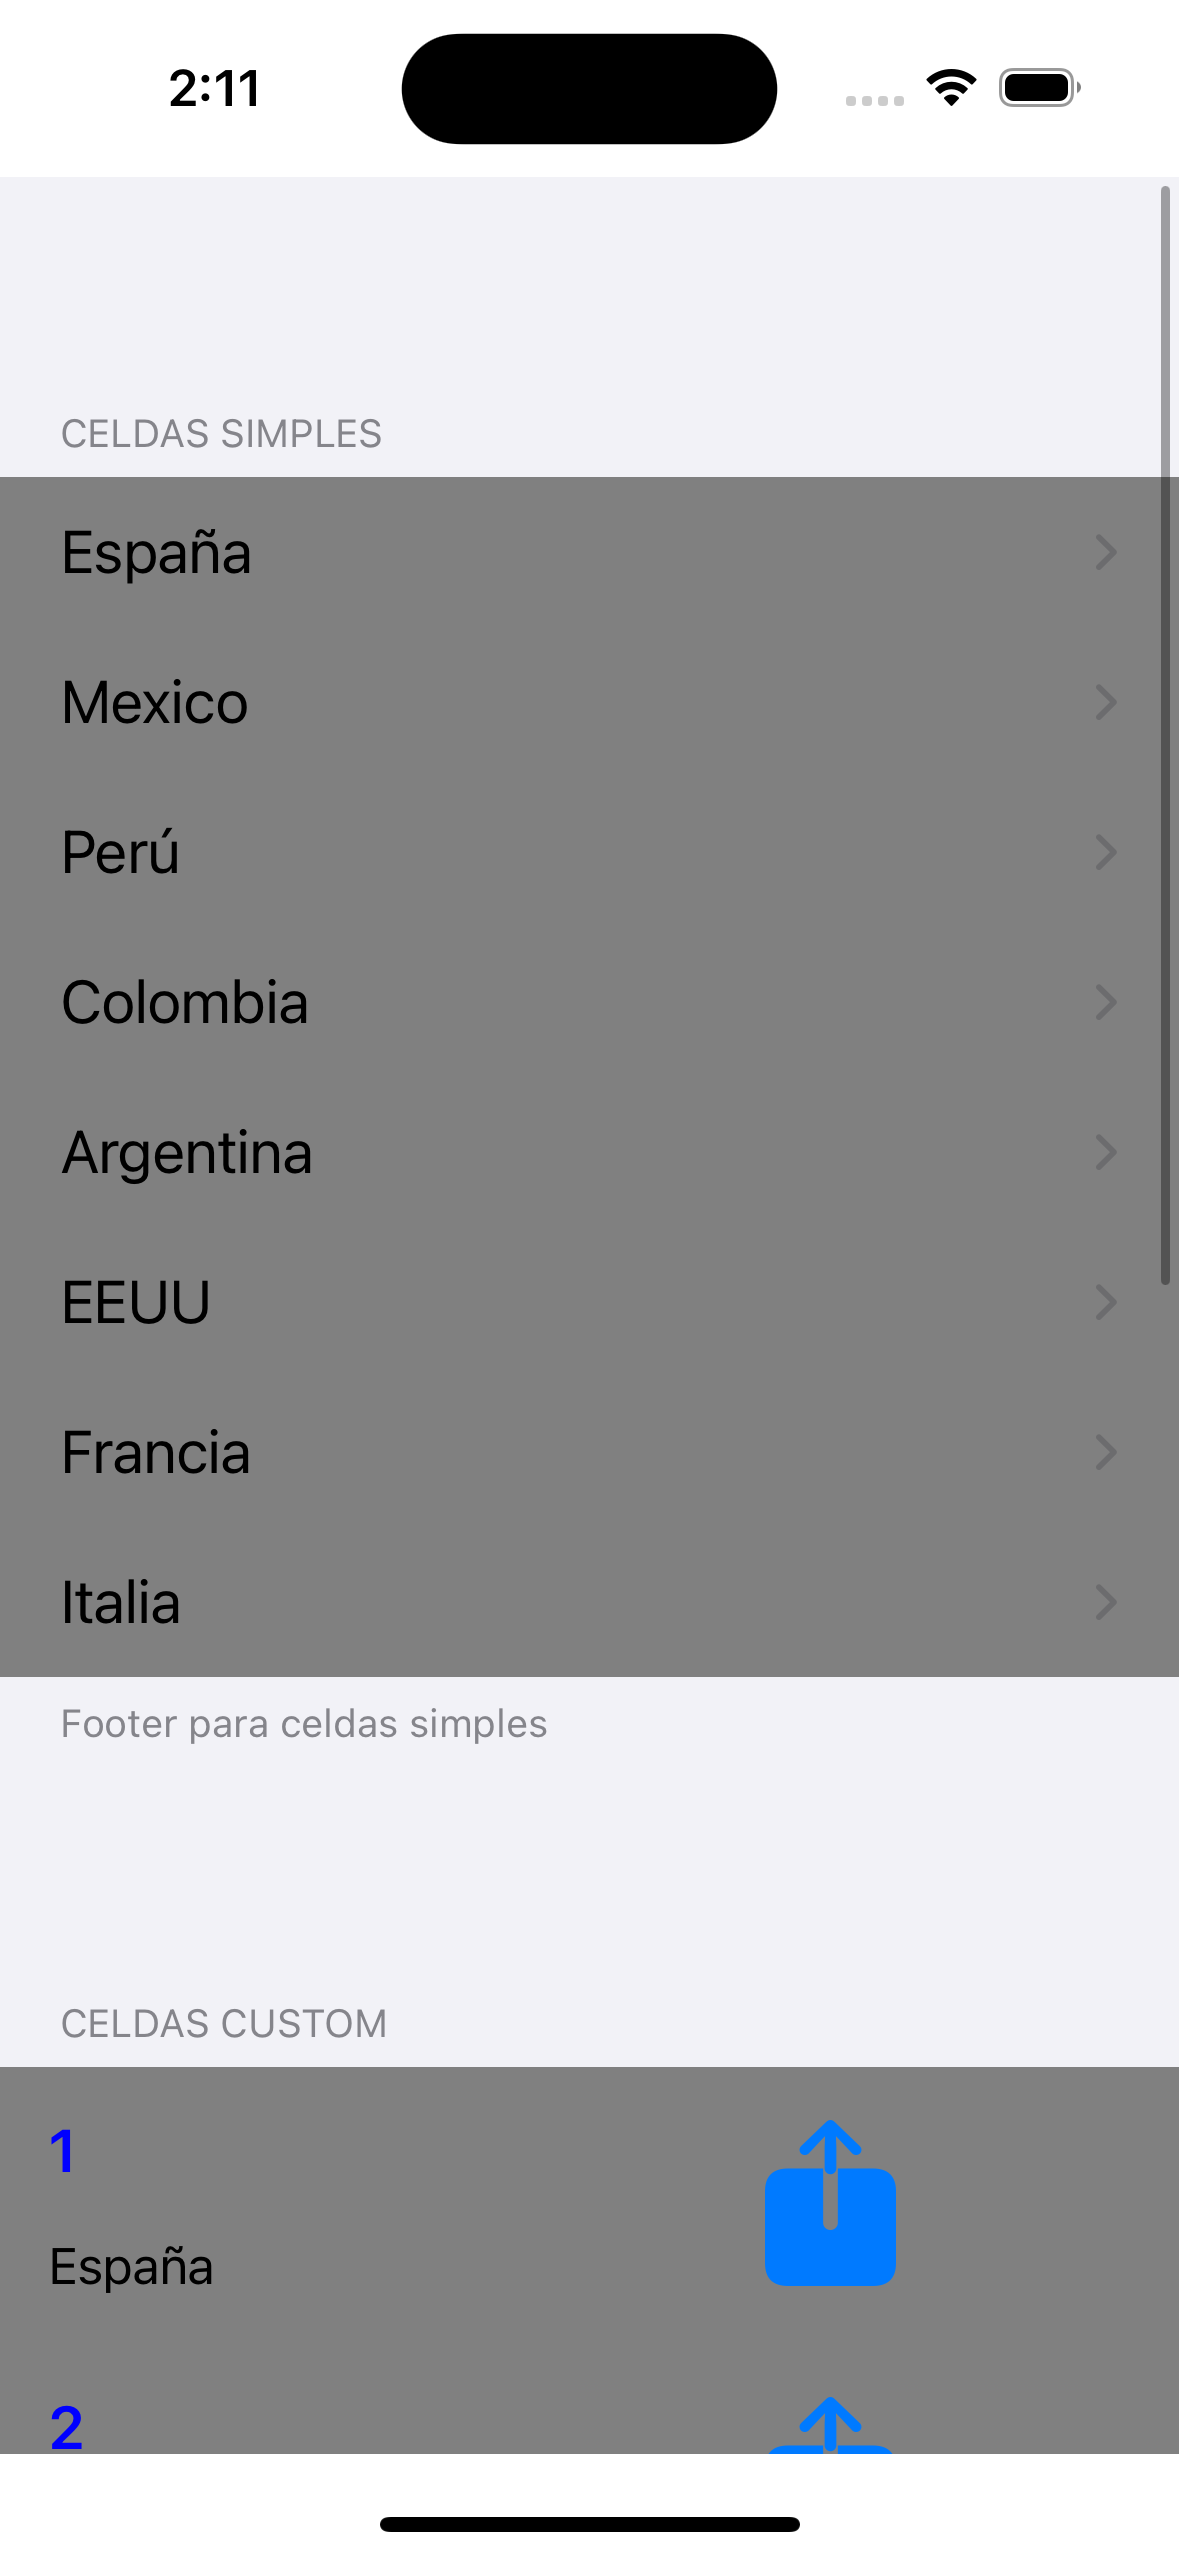 2:11
CELDAS SIMPLES
España
Mexico
Perú
Colombia
Argentina
EEUU
Francia
Italia
Footer para celdas simples
CELDAS CUSTOM
1
España
2